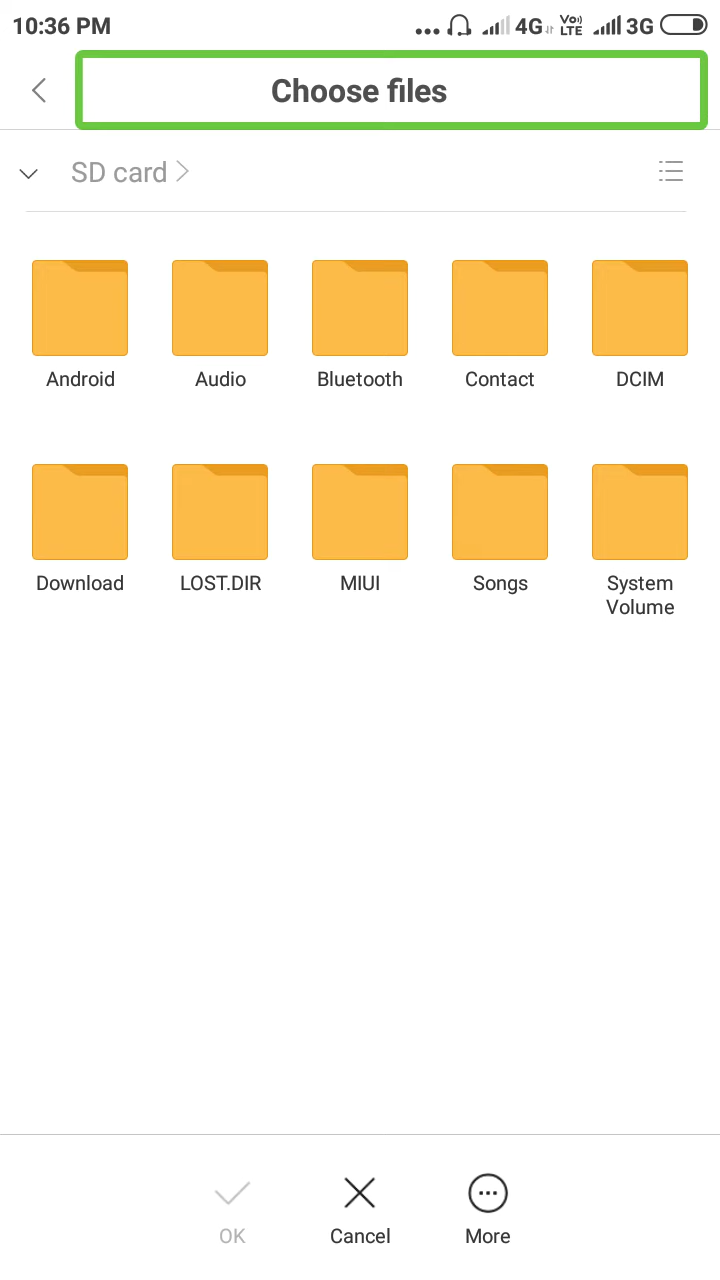 10:36 PM
4G
Vo)) LTE
3G
Choose files
SD card
Android
Audio
Bluetooth
Contact
DCIM
Download
LOST.DIR
MIUI
Songs
System
Volume
OK
Cancel
More